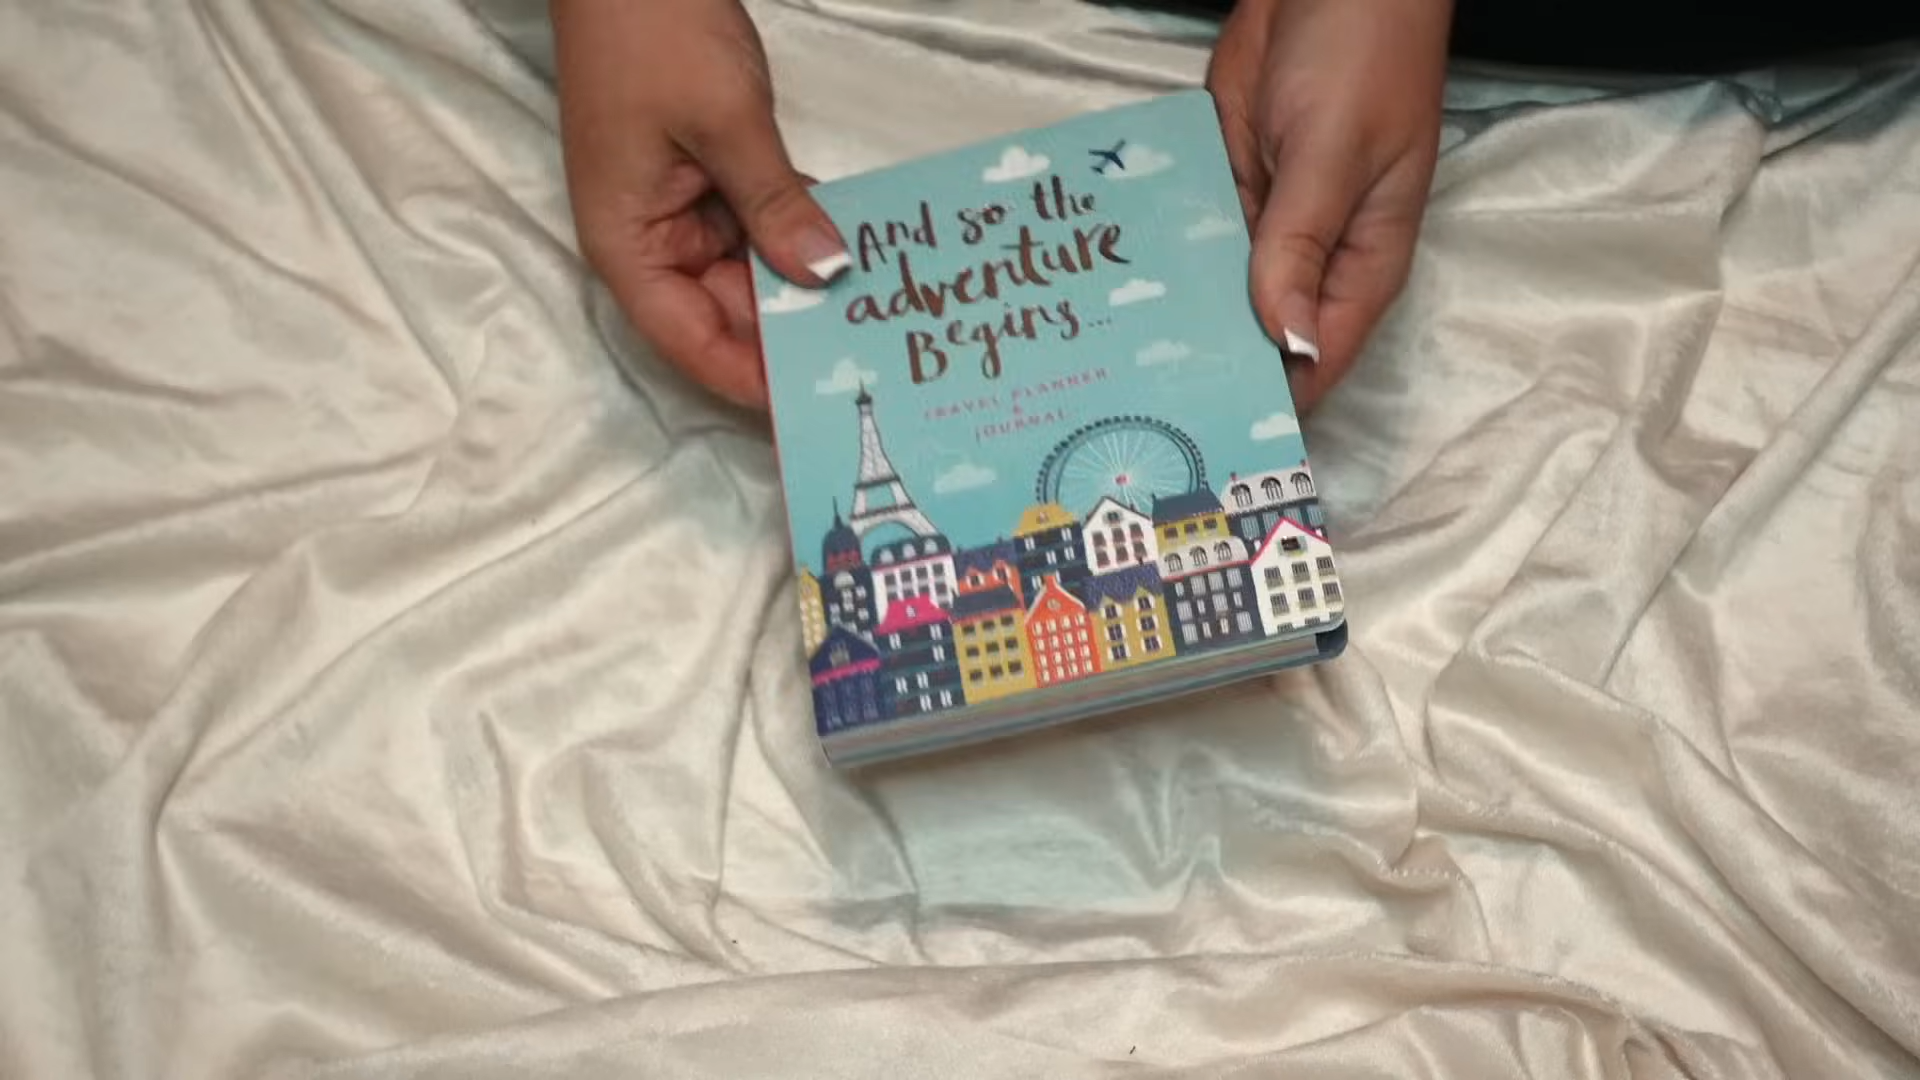 And so the
adventure
Begins...
TRAVEL PLANNER
&
JOURNAL